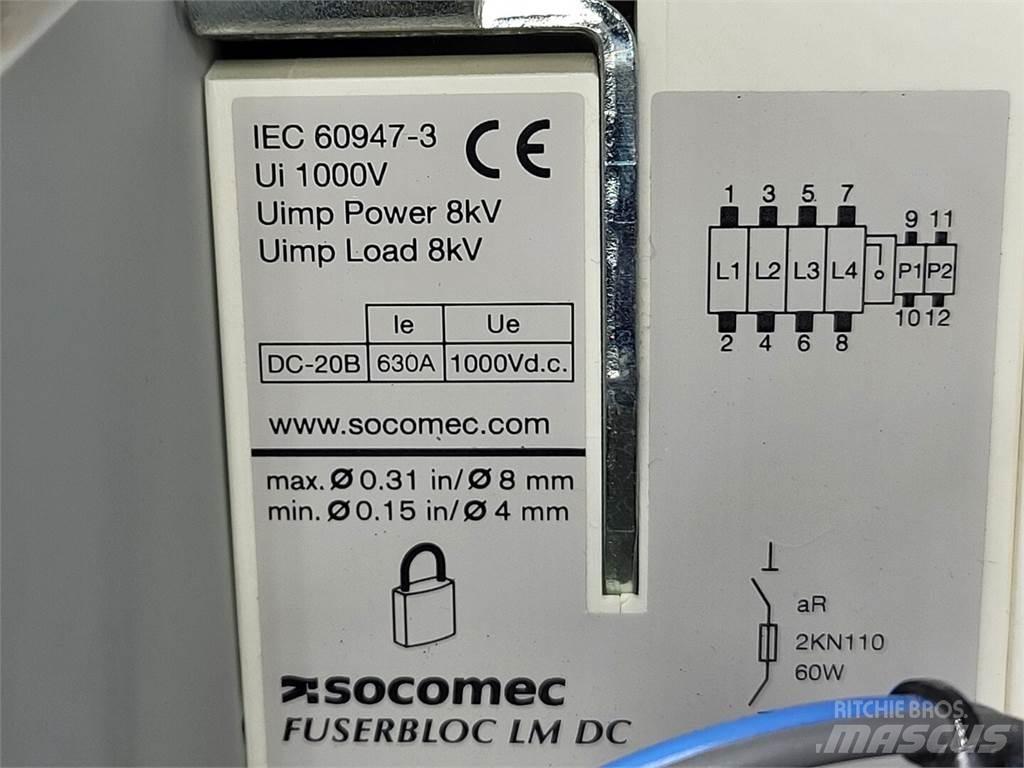 IEC 60947-3 CE
Ui 1000V
Uimp Power 8kV
Uimp Load 8kV
Ie Ue
DC-20B 630A 1000Vd.c.
www.socomec.com
max. Ø 0.31 in/Ø 8 mm
min. Ø 0.15 in/Ø 4 mm
socomec
FUSERBLOC LM DC
1 3 5 7
9 11
L1 L2 L3 L4 P1 P2
10 12
2 4 6 8
aR
2KN110
60W
RITCHIE BROS
MASCUS